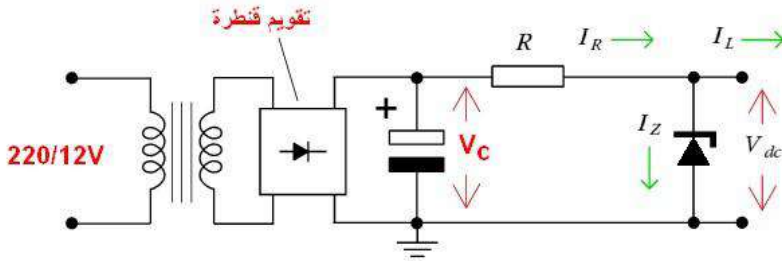 تقويم قنطرة
R
I_R
I_L
220/12V
+
V_C
I_Z
V_dc